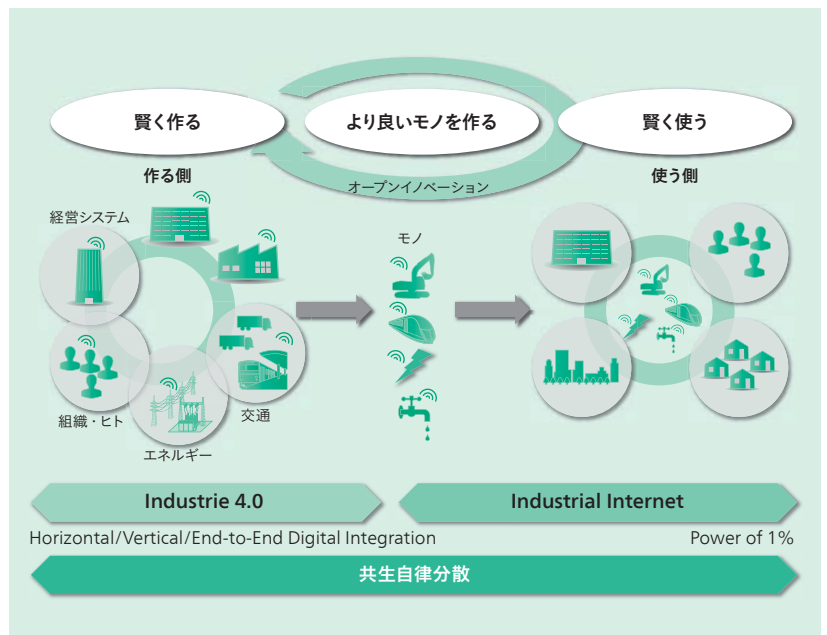 賢く作る
より良いモノを作る
賢く使う
作る側
オープンイノベーション
使う側
経営システム
モノ
組織・ヒト
エネルギー
交通
Industrie 4.0
Industrial Internet
Horizontal/Vertical/End-to-End Digital Integration
Power of 1%
共生自律分散